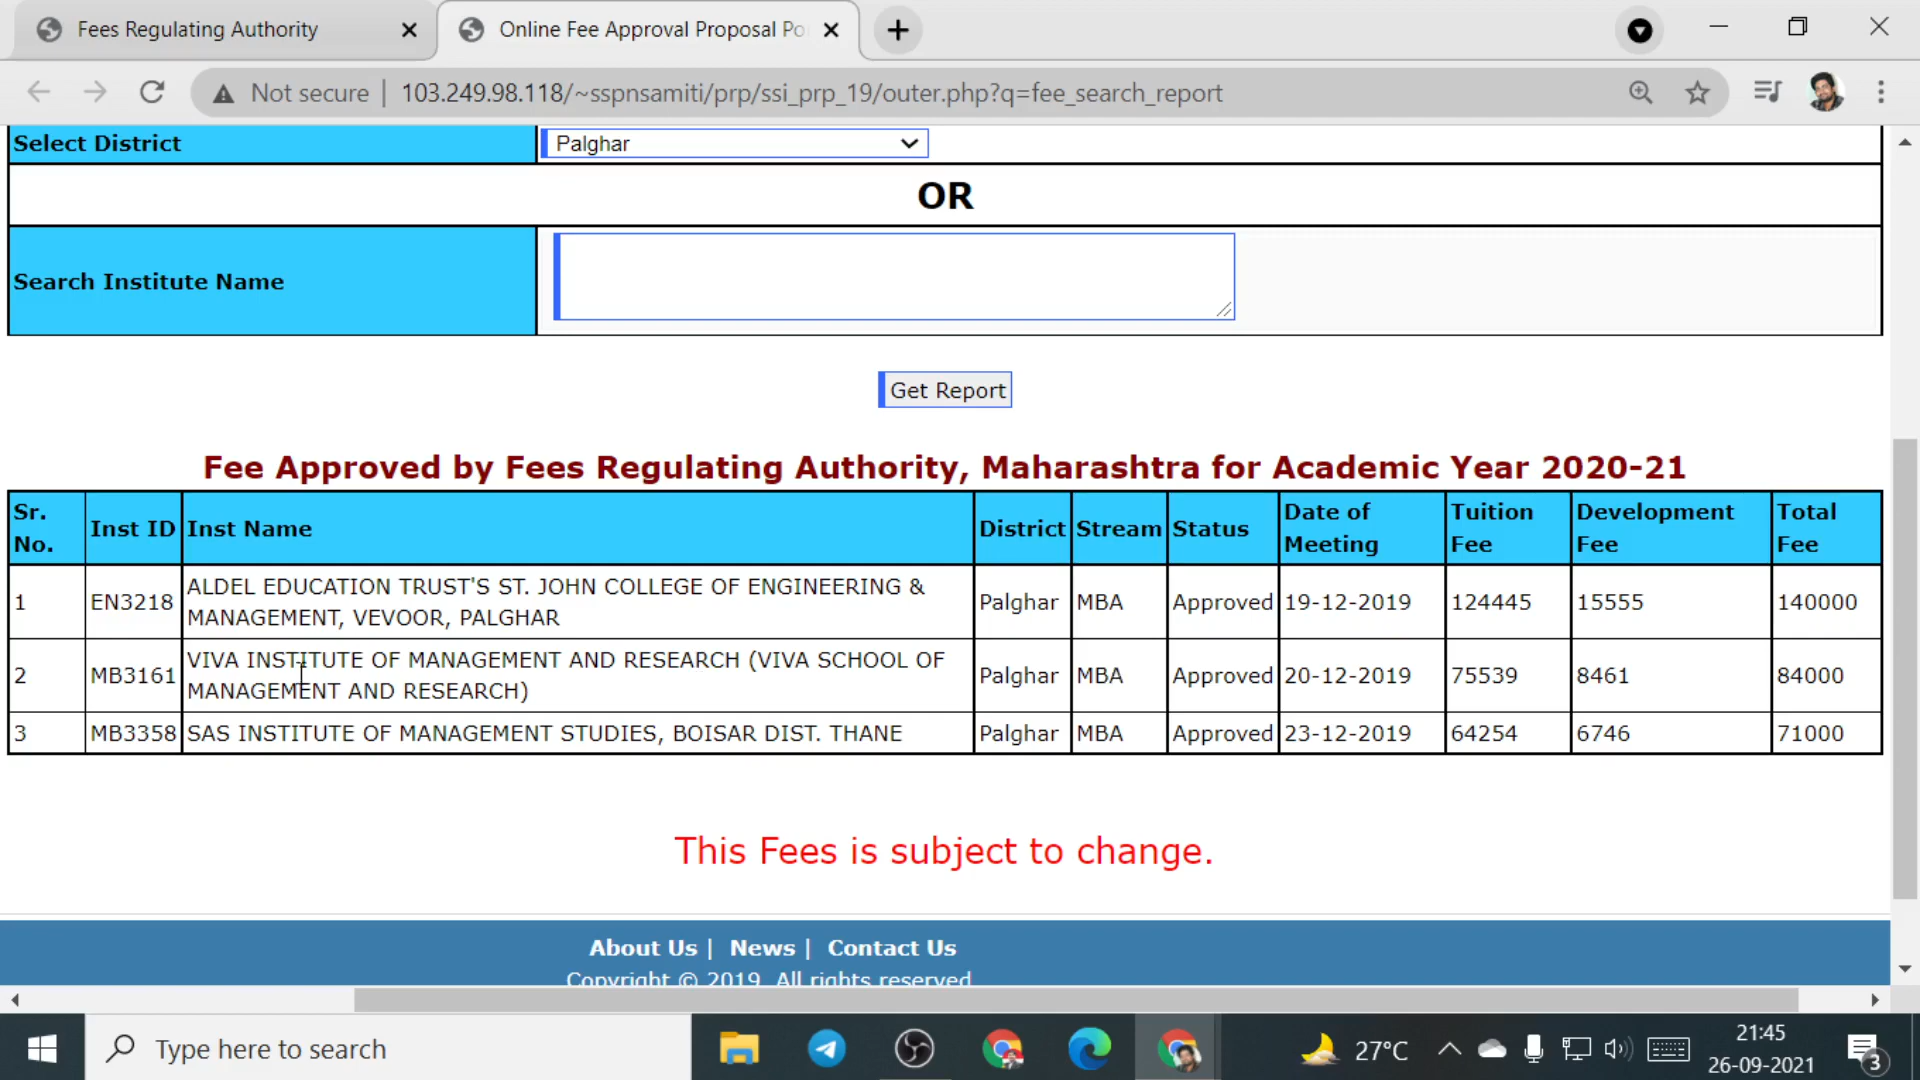 Fees Regulating Authority
Online Fee Approval Proposal Po
Not secure
103.249.98.118/~sspnsamiti/prp/ssi_prp_19/outer.php?q=fee_search_report
Select District
Palghar
OR
Search Institute Name
Get Report
Fee Approved by Fees Regulating Authority, Maharashtra for Academic Year 2020-21
Sr. No. Inst ID Inst Name District Stream Status Date of Meeting Tuition Fee Development Fee Total Fee
1 EN3218 ALDEL EDUCATION TRUST'S ST. JOHN COLLEGE OF ENGINEERING & MANAGEMENT, VEVOOR, PALGHAR Palghar MBA Approved 19-12-2019 124445 15555 140000
2 MB3161 VIVA INSTITUTE OF MANAGEMENT AND RESEARCH (VIVA SCHOOL OF MANAGEMENT AND RESEARCH) Palghar MBA Approved 20-12-2019 75539 8461 84000
3 MB3358 SAS INSTITUTE OF MANAGEMENT STUDIES, BOISAR DIST. THANE Palghar MBA Approved 23-12-2019 64254 6746 71000
This Fees is subject to change.
About Us | News | Contact Us
Copyright © 2019 All rights reserved
Type here to search
27°C
21:45
26-09-2021
3